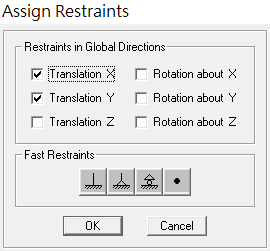 Assign Restraints
Restraints in Global Directions
Translation X Rotation about X
Translation Y Rotation about Y
Translation Z Rotation about Z
Fast Restraints
OK Cancel